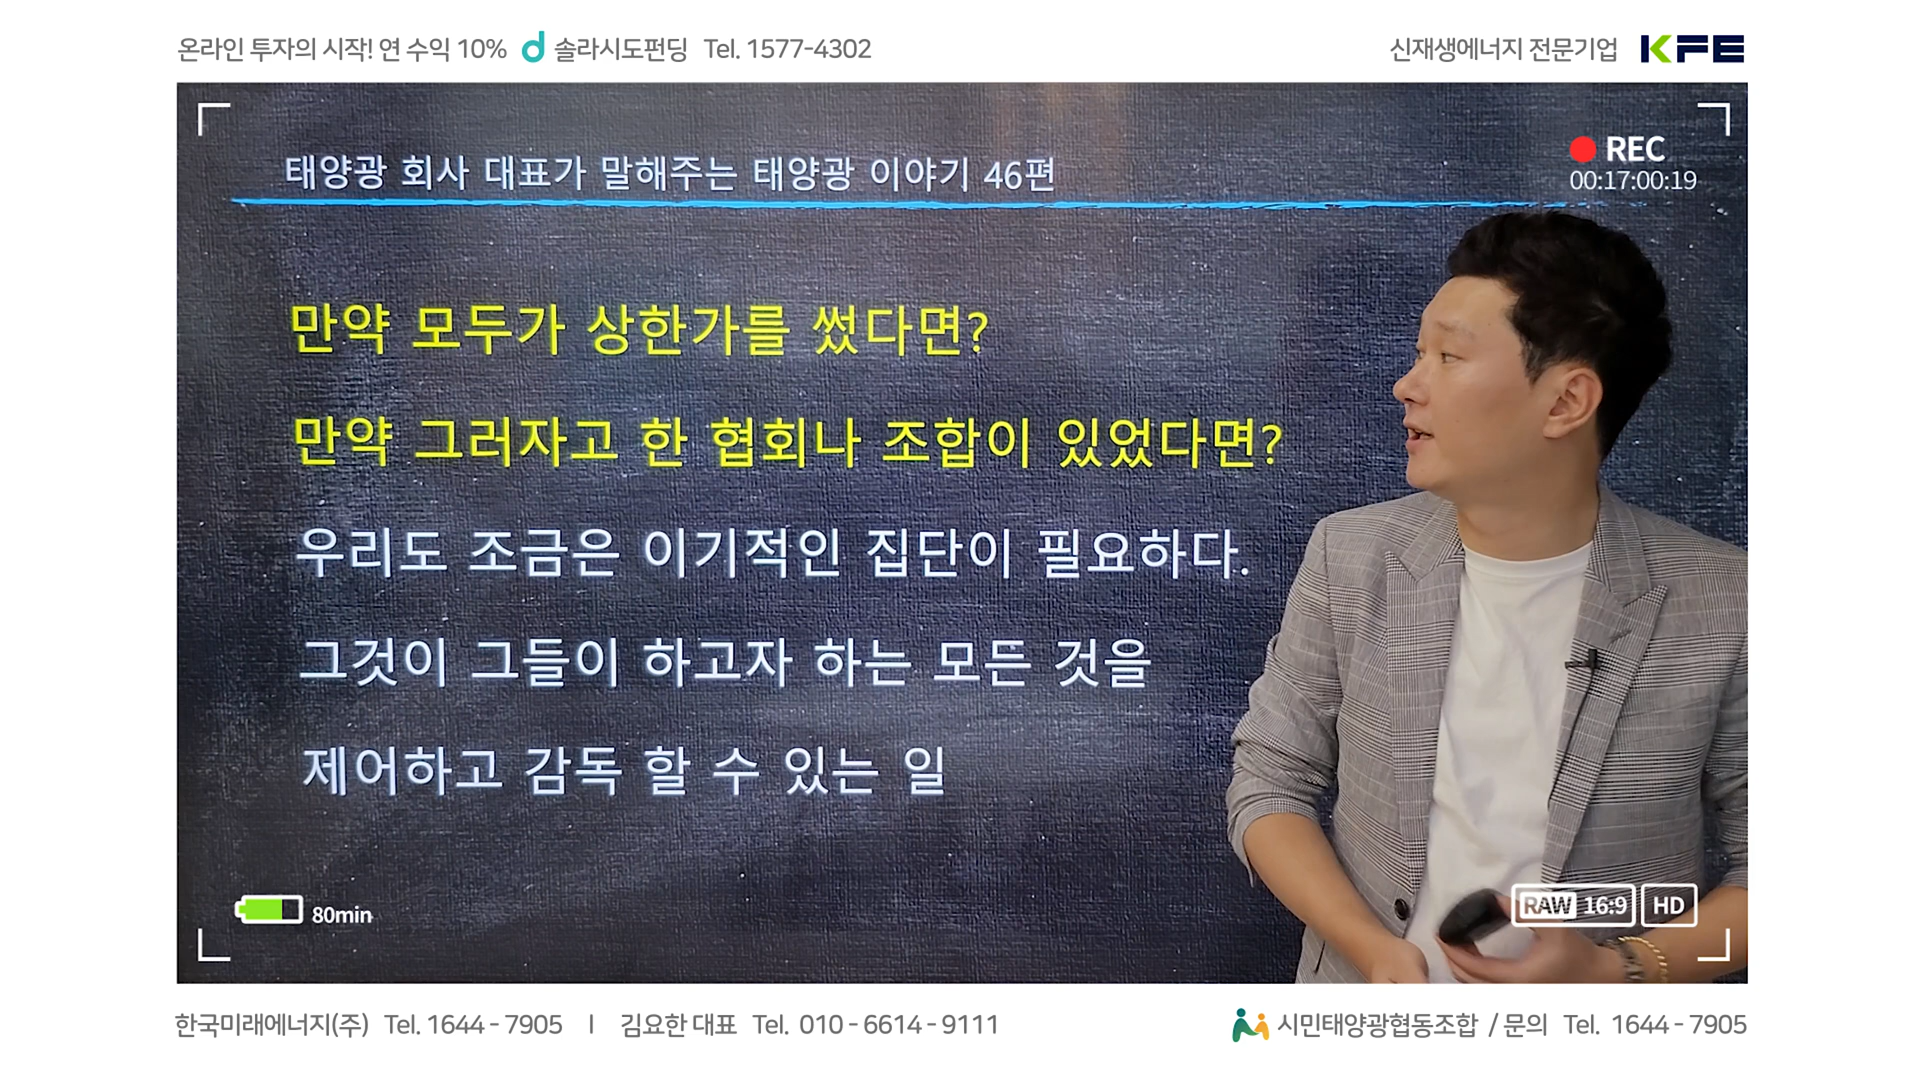 온라인 투자의 시작! 연 수익 10% 솔라시도펀딩 Tel. 1577-4302
신재생에너지 전문기업 KFE
REC
00:17:00:19
태양광 회사 대표가 말해주는 태양광 이야기 46편
만약 모두가 상한가를 썼다면?
만약 그러자고 한 협회나 조합이 있었다면?
우리도 조금은 이기적인 집단이 필요하다.
그것이 그들이 하고자 하는 모든 것을
제어하고 감독 할 수 있는 일
80min
RAW 16:9 HD
한국미래에너지(주) Tel. 1644 - 7905 | 김요한 대표 Tel. 010 - 6614 - 9111
시민태양광협동조합 / 문의 Tel. 1644 - 7905